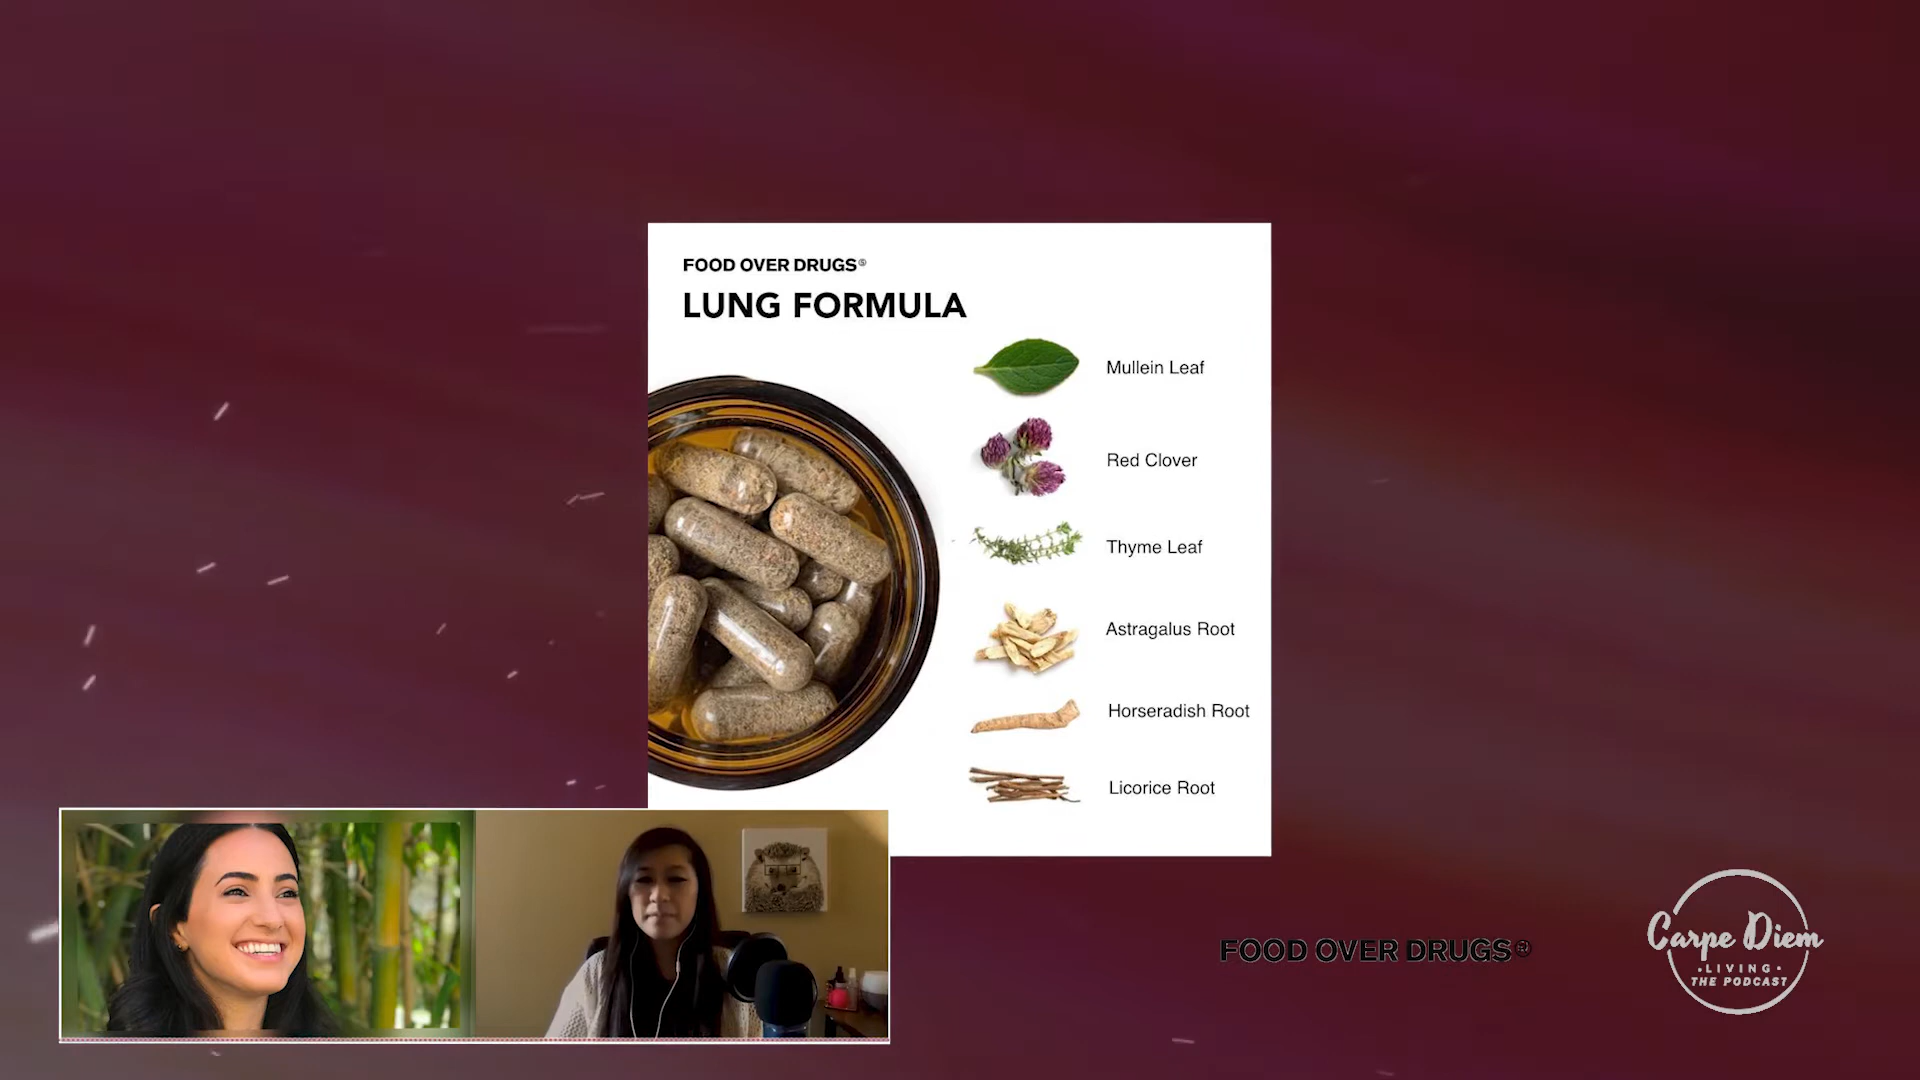 FOOD OVER DRUGS®
LUNG FORMULA
Mullein Leaf
Red Clover
Thyme Leaf
Astragalus Root
Horseradish Root
Licorice Root
FOOD OVER DRUGS®
Carpe Diem
• LIVING •
THE PODCAST